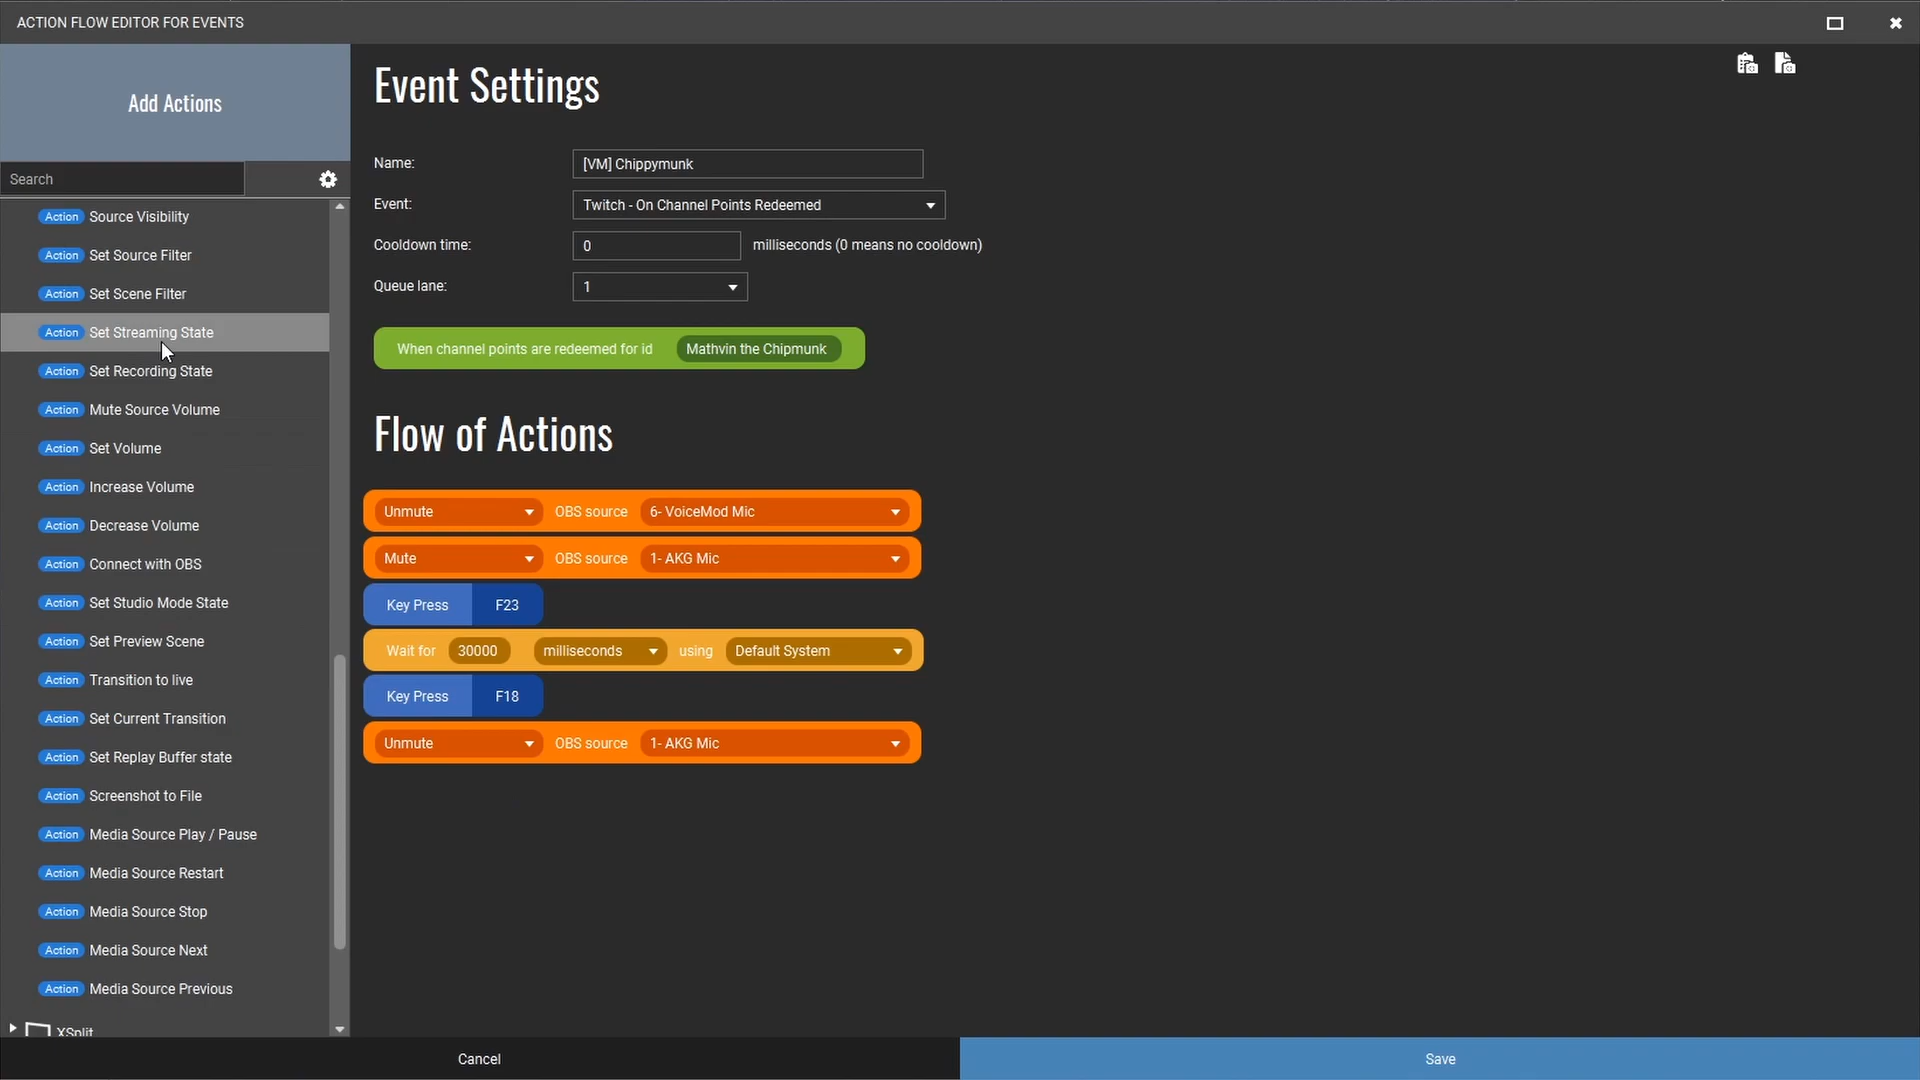 ACTION FLOW EDITOR FOR EVENTS
Add Actions
Search
Action Source Visibility
Action Set Source Filter
Action Set Scene Filter
Action Set Streaming State
Action Set Recording State
Action Mute Source Volume
Action Set Volume
Action Increase Volume
Action Decrease Volume
Action Connect with OBS
Action Set Studio Mode State
Action Set Preview Scene
Action Transition to live
Action Set Current Transition
Action Set Replay Buffer state
Action Screenshot to File
Action Media Source Play / Pause
Action Media Source Restart
Action Media Source Stop
Action Media Source Next
Action Media Source Previous
XSplit
Event Settings
Name: [VM] Chippymunk
Event: Twitch - On Channel Points Redeemed
Cooldown time: 0 milliseconds (0 means no cooldown)
Queue lane: 1
When channel points are redeemed for id Mathvin the Chipmunk
Flow of Actions
Unmute OBS source 6- VoiceMod Mic
Mute OBS source 1- AKG Mic
Key Press F23
Wait for 30000 milliseconds using Default System
Key Press F18
Unmute OBS source 1- AKG Mic
Cancel
Save